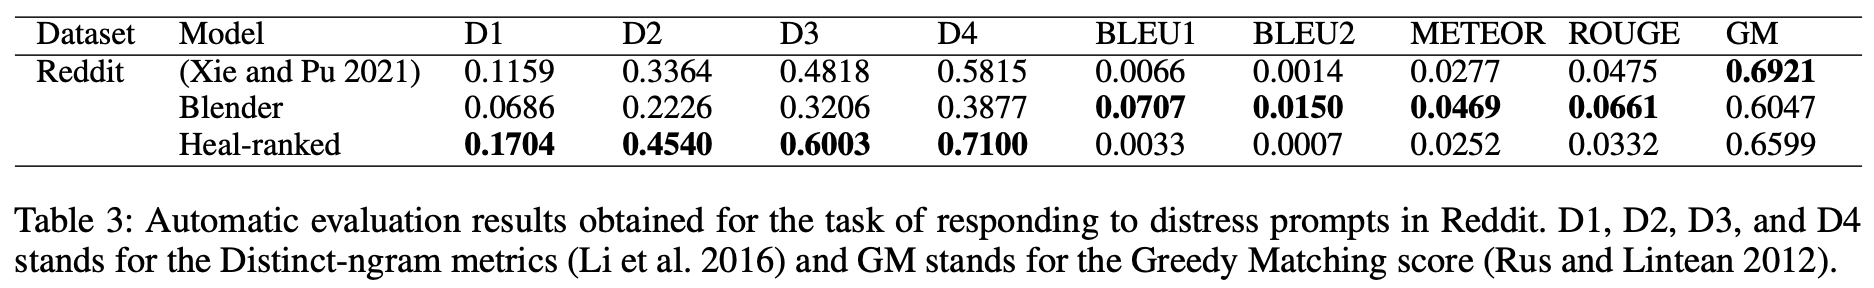 Dataset Model D1 D2 D3 D4 BLEU1 BLEU2 METEOR ROUGE GM
Reddit (Xie and Pu 2021) 0.1159 0.3364 0.4818 0.5815 0.0066 0.0014 0.0277 0.0475 0.6921
Blender 0.0686 0.2226 0.3206 0.3877 0.0707 0.0150 0.0469 0.0661 0.6047
Heal-ranked 0.1704 0.4540 0.6003 0.7100 0.0033 0.0007 0.0252 0.0332 0.6599
Table 3: Automatic evaluation results obtained for the task of responding to distress prompts in Reddit. D1, D2, D3, and D4
stands for the Distinct-ngram metrics (Li et al. 2016) and GM stands for the Greedy Matching score (Rus and Lintean 2012).